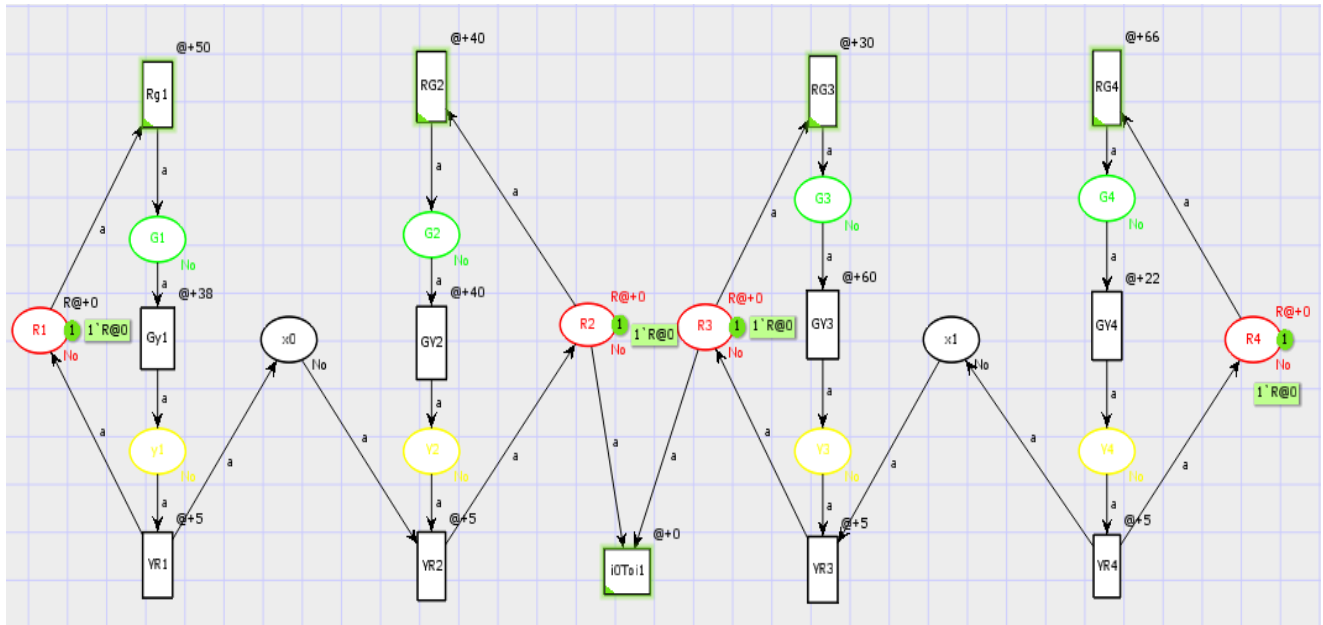 @+50
@+40
@+30
@+66
Rg1
RG2
RG3
RG4
a
a
a
a
a
a
a
a
G1
No
G2
No
G3
No
G4
No
a
a
a
a
@+38
@+40
@+60
@+22
R@+0
R1
1
1`R@0
No
Gy1
x0
No
GY2
R@+0
R2
1
1`R@0
No
R@+0
R3
1
1`R@0
No
GY3
x1
No
GY4
R@+0
R4
1
1`R@0
No
a
a
a
a
y1
No
Y2
No
Y3
No
Y4
No
a
a
a
a
a
a
a
a
a
a
a
a
a
a
@+5
@+5
@+0
@+5
@+5
YR1
YR2
i0Toi1
YR3
YR4